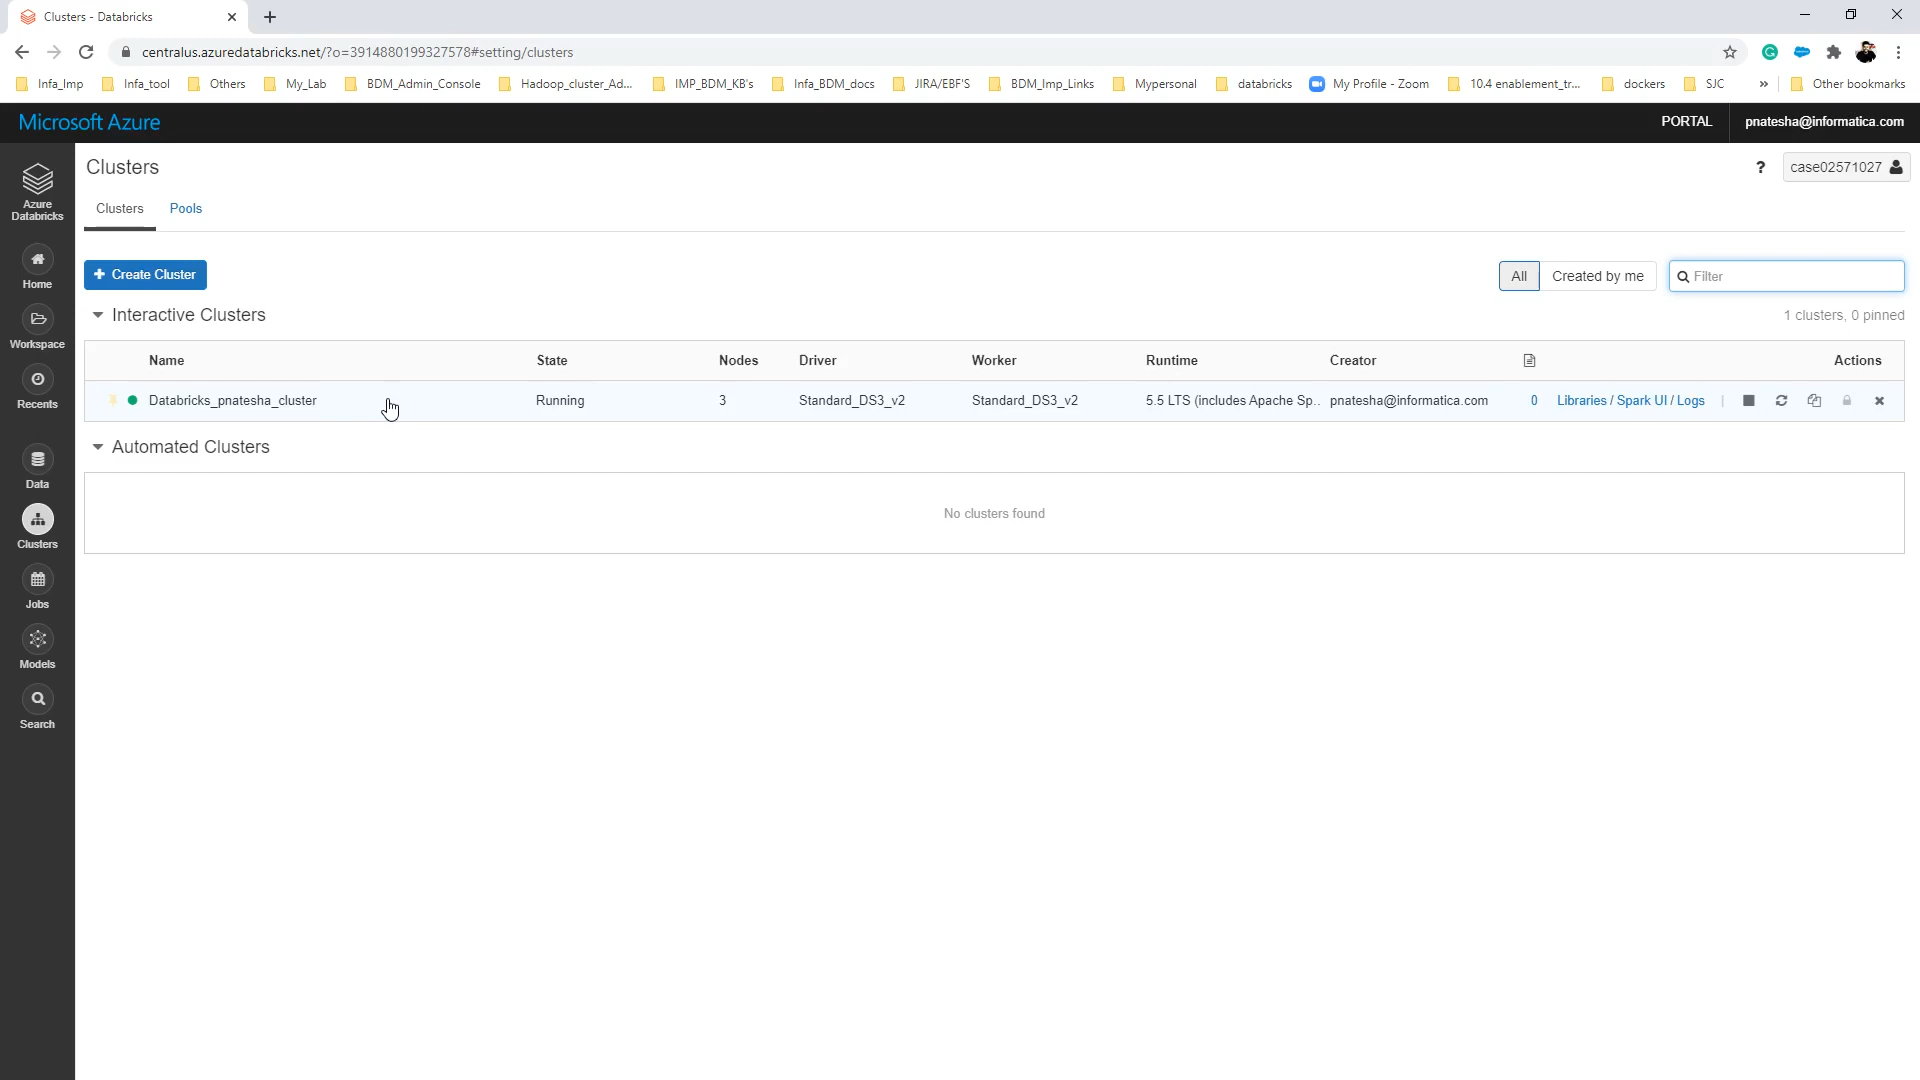 Clusters - Databricks
centralus.azuredatabricks.net/?o=3914880199327578#setting/clusters
Infa_Imp Infa_tool Others My_Lab BDM_Admin_Console Hadoop_cluster_Ad... IMP_BDM_KB's Infa_BDM_docs JIRA/EBF'S BDM_Imp_Links Mypersonal databricks My Profile - Zoom 10.4 enablement_tr... dockers SJC » Other bookmarks
Microsoft Azure PORTAL pnatesha@informatica.com
Azure
Databricks
Home
Workspace
Recents
Data
Clusters
Jobs
Models
Search
Clusters ? case02571027
Clusters Pools
+ Create Cluster All Created by me Filter
Interactive Clusters 1 clusters, 0 pinned
Name State Nodes Driver Worker Runtime Creator Actions
Databricks_pnatesha_cluster Running 3 Standard_DS3_v2 Standard_DS3_v2 5.5 LTS (includes Apache Sp... pnatesha@informatica.com 0 Libraries / Spark UI / Logs |
Automated Clusters
No clusters found